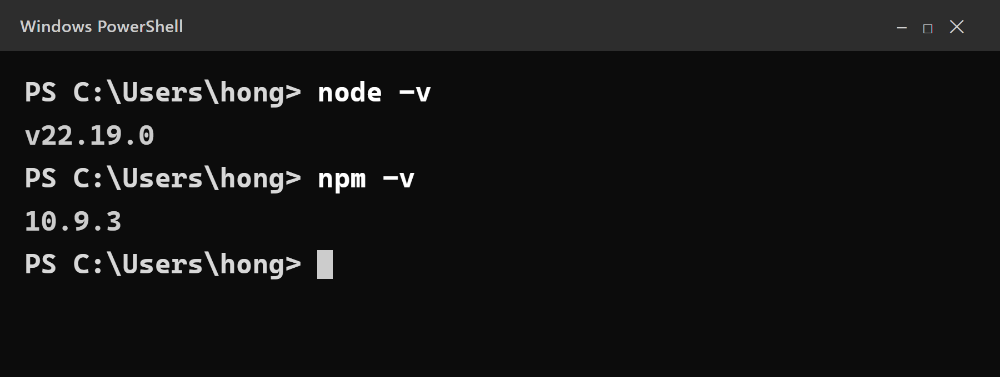 Windows PowerShell
PS C:\Users\hong> node -v
v22.19.0
PS C:\Users\hong> npm -v
10.9.3
PS C:\Users\hong>